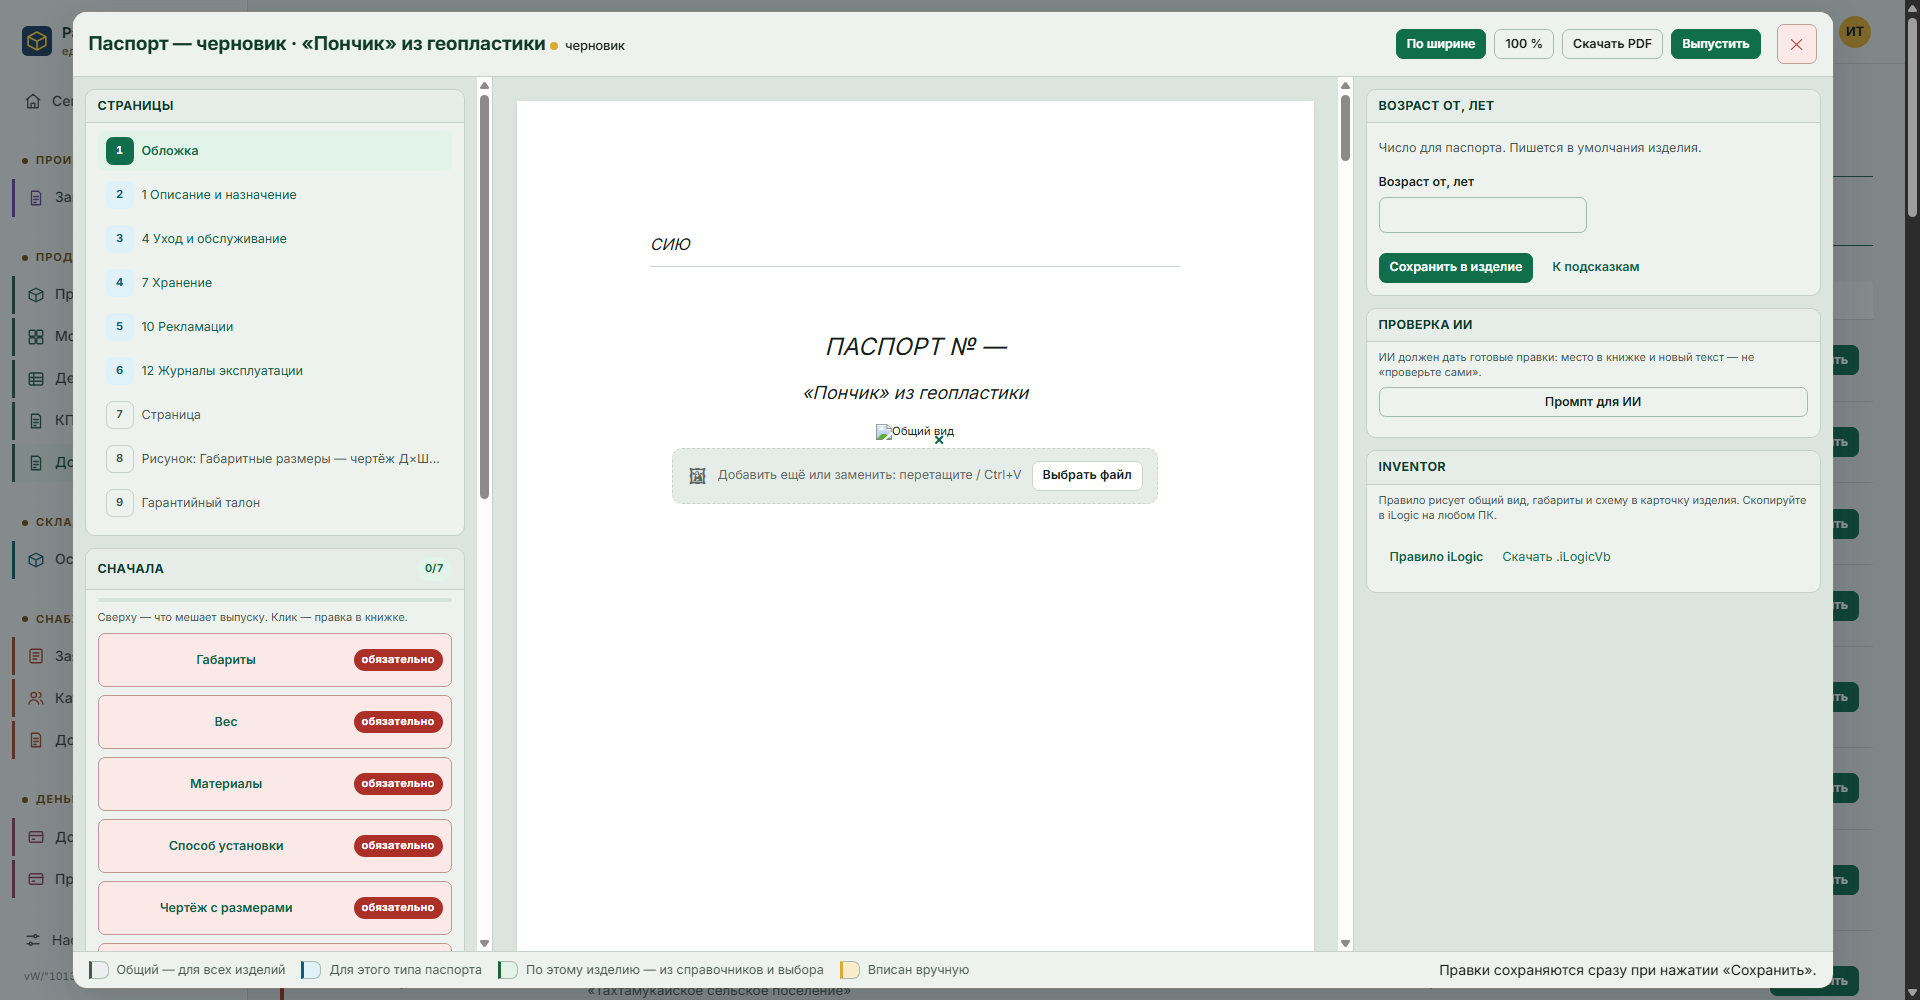 Паспорт — черновик · «Пончик» из геопластики
черновик
По ширине
100 %
Скачать PDF
Выпустить
ИТ
СТРАНИЦЫ
1 Обложка
2 1 Описание и назначение
3 4 Уход и обслуживание
4 7 Хранение
5 10 Рекламации
6 12 Журналы эксплуатации
7 Страница
8 Рисунок: Габаритные размеры — чертёж Д×Ш...
9 Гарантийный талон
СНАЧАЛА
0/7
Сверху — что мешает выпуску. Клик — правка в книжке.
Габариты обязательно
Вес обязательно
Материалы обязательно
Способ установки обязательно
Чертёж с размерами обязательно
СИЮ
ПАСПОРТ № —
«Пончик» из геопластики
Общий вид
Добавить ещё или заменить: перетащите / Ctrl+V
Выбрать файл
ВОЗРАСТ ОТ, ЛЕТ
Число для паспорта. Пишется в умолчания изделия.
Возраст от, лет
Сохранить в изделие
К подсказкам
ПРОВЕРКА ИИ
ИИ должен дать готовые правки: место в книжке и новый текст — не
«проверьте сами».
Промпт для ИИ
INVENTOR
Правило рисует общий вид, габариты и схему в карточку изделия. Скопируйте
в iLogic на любом ПК.
Правило iLogic
Скачать .iLogicVb
Общий — для всех изделий
Для этого типа паспорта
По этому изделию — из справочников и выбора
Вписан вручную
Правки сохраняются сразу при нажатии «Сохранить».
«Тахтамукайское сельское поселение»